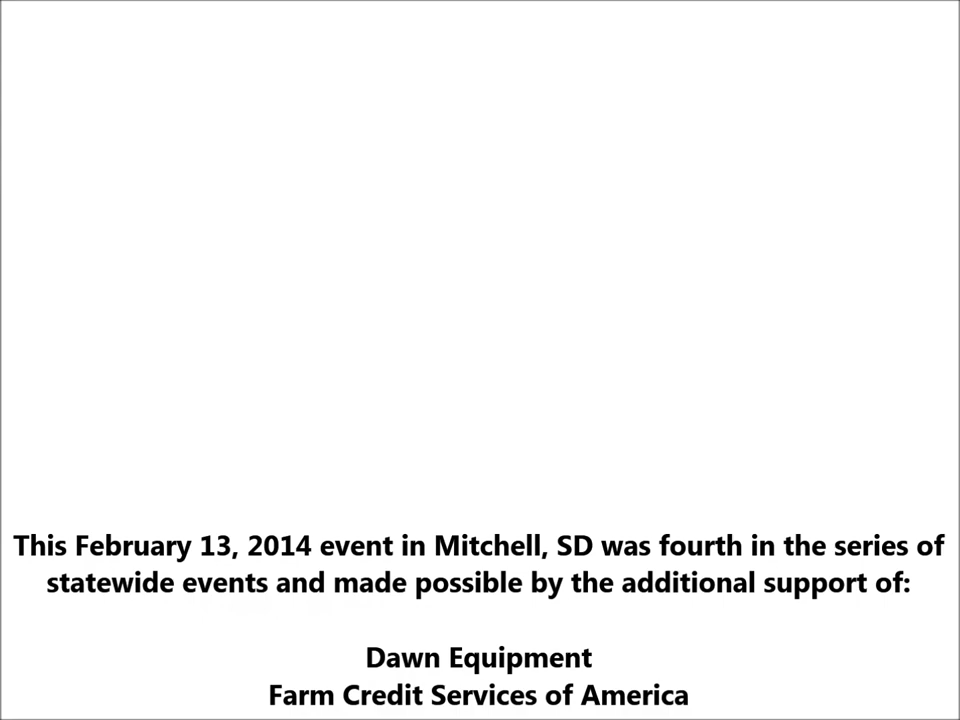 This February 13, 2014 event in Mitchell, SD was fourth in the series of
statewide events and made possible by the additional support of:
Dawn Equipment
Farm Credit Services of America